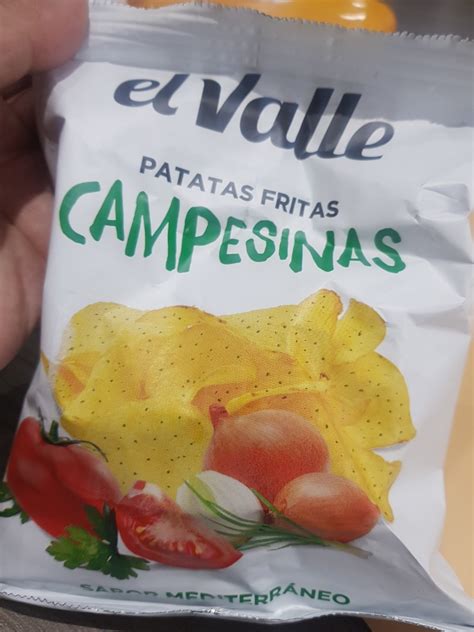 el Valle
PATATAS FRITAS
CAMPESINAS
SABOR MEDITERRÁNEO